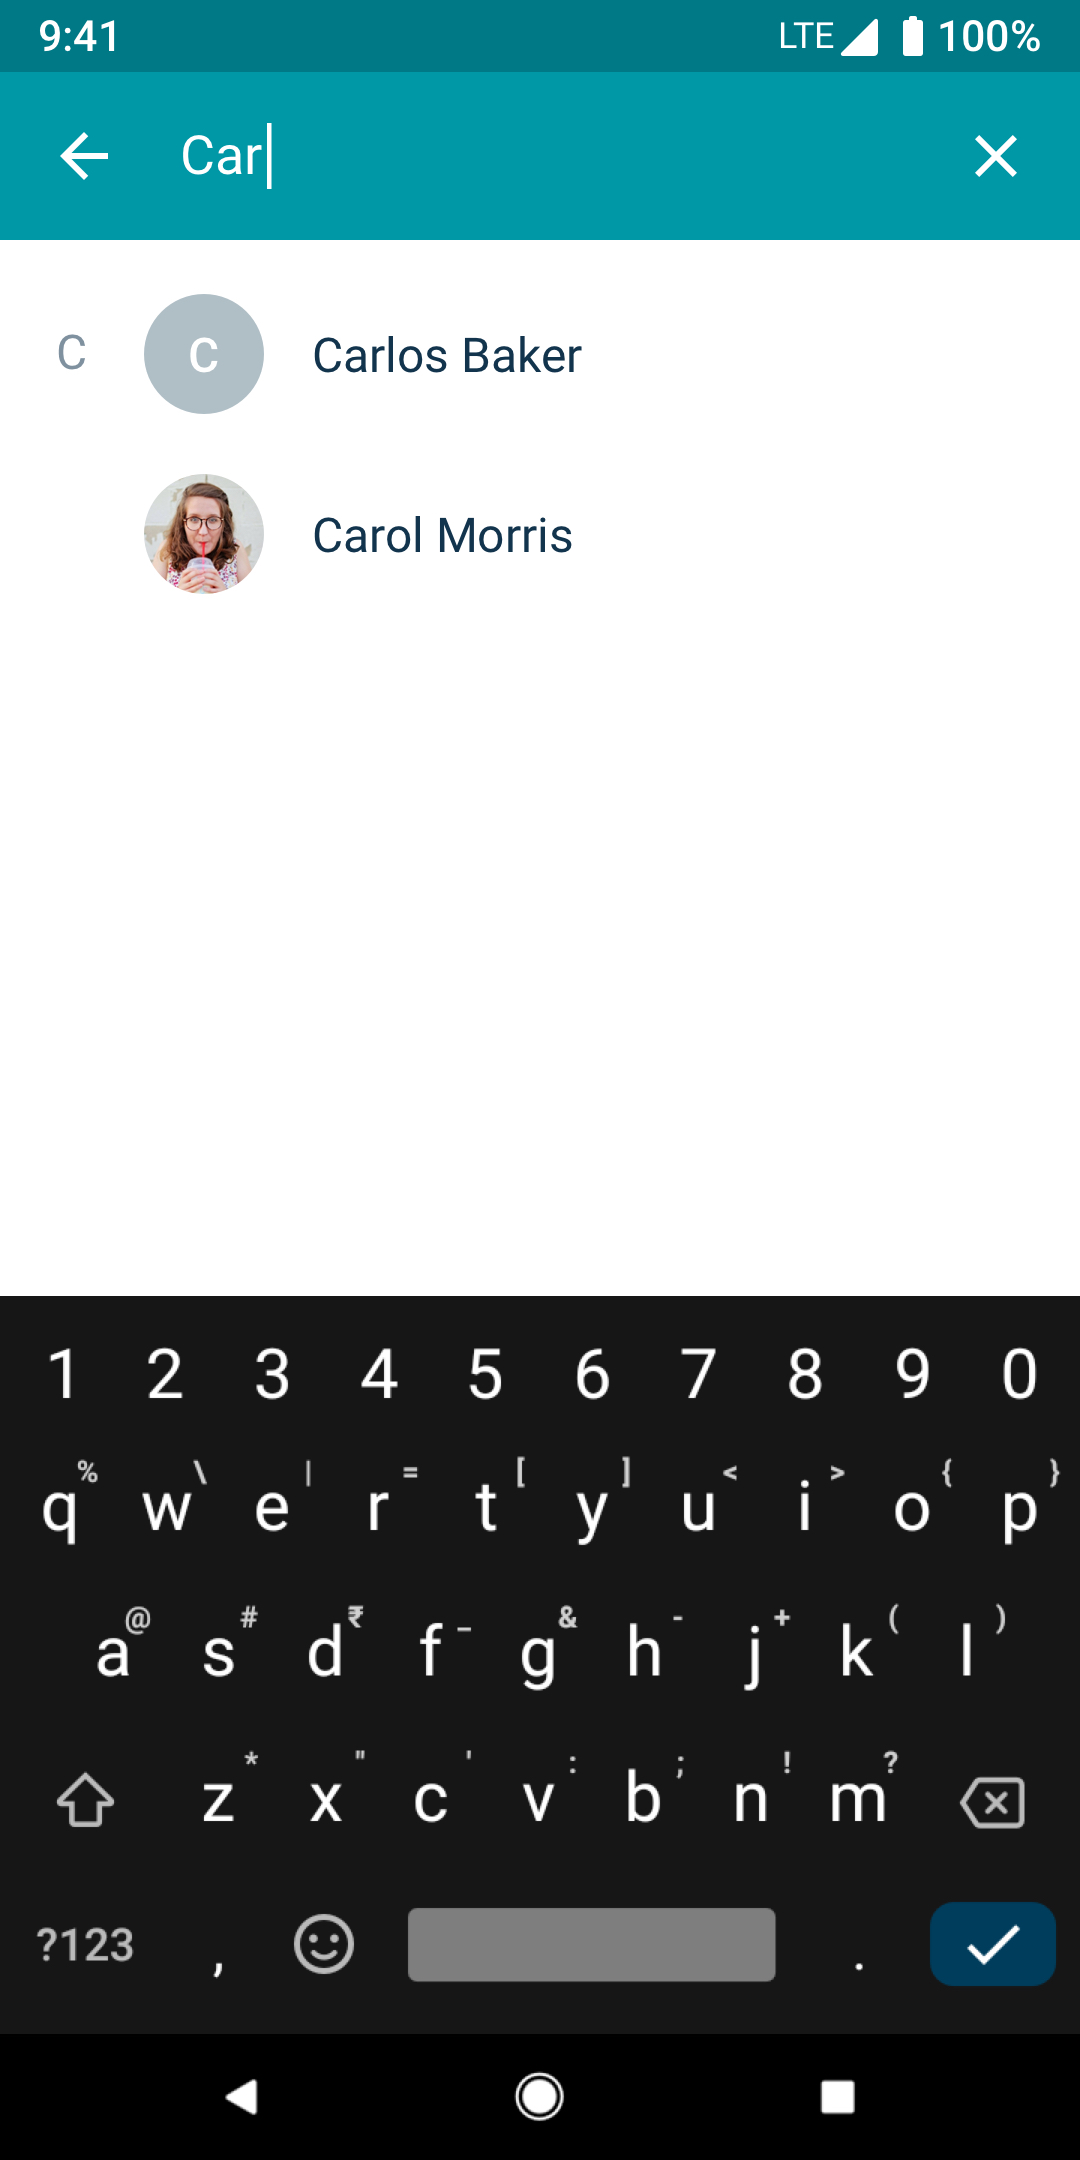 9:41 LTE 100%
Car
C C Carlos Baker
Carol Morris
1 2 3 4 5 6 7 8 9 0
% \ | = [ ] < > { }
q w e r t y u i o p
@ # ₹ _ & - + ( )
a s d f g h j k l
* " ' : ; ! ?
z x c v b n m
?123 , .